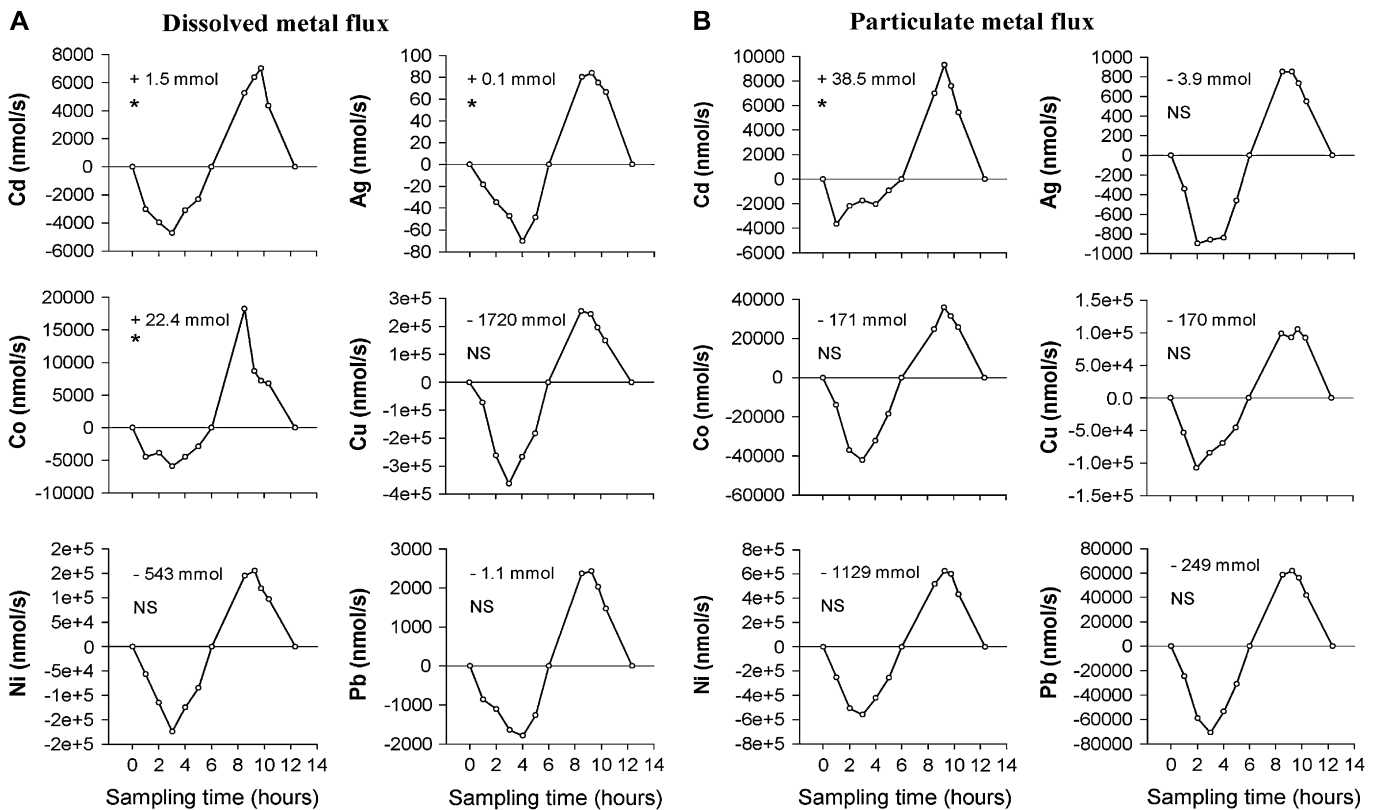 A Dissolved metal flux
B Particulate metal flux
8000
6000
4000
2000
0
-2000
-4000
-6000
Cd (nmol/s)
+ 1.5 mmol
*
100
80
60
40
20
0
-20
-40
-60
-80
Ag (nmol/s)
+ 0.1 mmol
*
10000
8000
6000
4000
2000
0
-2000
-4000
-6000
Cd (nmol/s)
+ 38.5 mmol
*
1000
800
600
400
200
0
-200
-400
-600
-800
-1000
Ag (nmol/s)
- 3.9 mmol
NS
20000
15000
10000
5000
0
-5000
-10000
Co (nmol/s)
+ 22.4 mmol
*
3e+5
2e+5
1e+5
0
-1e+5
-2e+5
-3e+5
-4e+5
Cu (nmol/s)
- 1720 mmol
NS
40000
20000
0
-20000
-40000
-60000
Co (nmol/s)
- 171 mmol
NS
1.5e+5
1.0e+5
5.0e+4
0.0
-5.0e+4
-1.0e+5
-1.5e+5
Cu (nmol/s)
- 170 mmol
NS
2e+5
2e+5
1e+5
5e+4
0
-5e+4
-1e+5
-2e+5
-2e+5
Ni (nmol/s)
- 543 mmol
NS
0 2 4 6 8 10 12 14
Sampling time (hours)
3000
2000
1000
0
-1000
-2000
Pb (nmol/s)
- 1.1 mmol
NS
0 2 4 6 8 10 12 14
Sampling time (hours)
8e+5
6e+5
4e+5
2e+5
0
-2e+5
-4e+5
-6e+5
-8e+5
Ni (nmol/s)
- 1129 mmol
NS
0 2 4 6 8 10 12 14
Sampling time (hours)
80000
60000
40000
20000
0
-20000
-40000
-60000
-80000
Pb (nmol/s)
- 249 mmol
NS
0 2 4 6 8 10 12 14
Sampling time (hours)